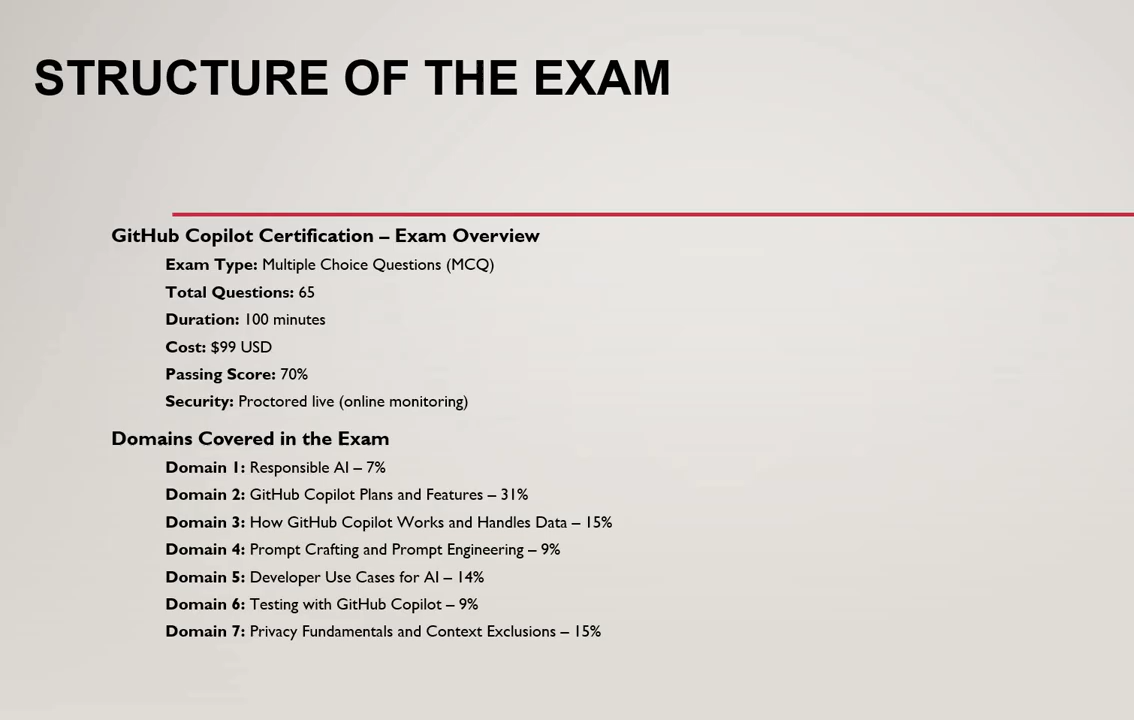 STRUCTURE OF THE EXAM
GitHub Copilot Certification – Exam Overview
Exam Type: Multiple Choice Questions (MCQ)
Total Questions: 65
Duration: 100 minutes
Cost: $99 USD
Passing Score: 70%
Security: Proctored live (online monitoring)
Domains Covered in the Exam
Domain 1: Responsible AI – 7%
Domain 2: GitHub Copilot Plans and Features – 31%
Domain 3: How GitHub Copilot Works and Handles Data – 15%
Domain 4: Prompt Crafting and Prompt Engineering – 9%
Domain 5: Developer Use Cases for AI – 14%
Domain 6: Testing with GitHub Copilot – 9%
Domain 7: Privacy Fundamentals and Context Exclusions – 15%